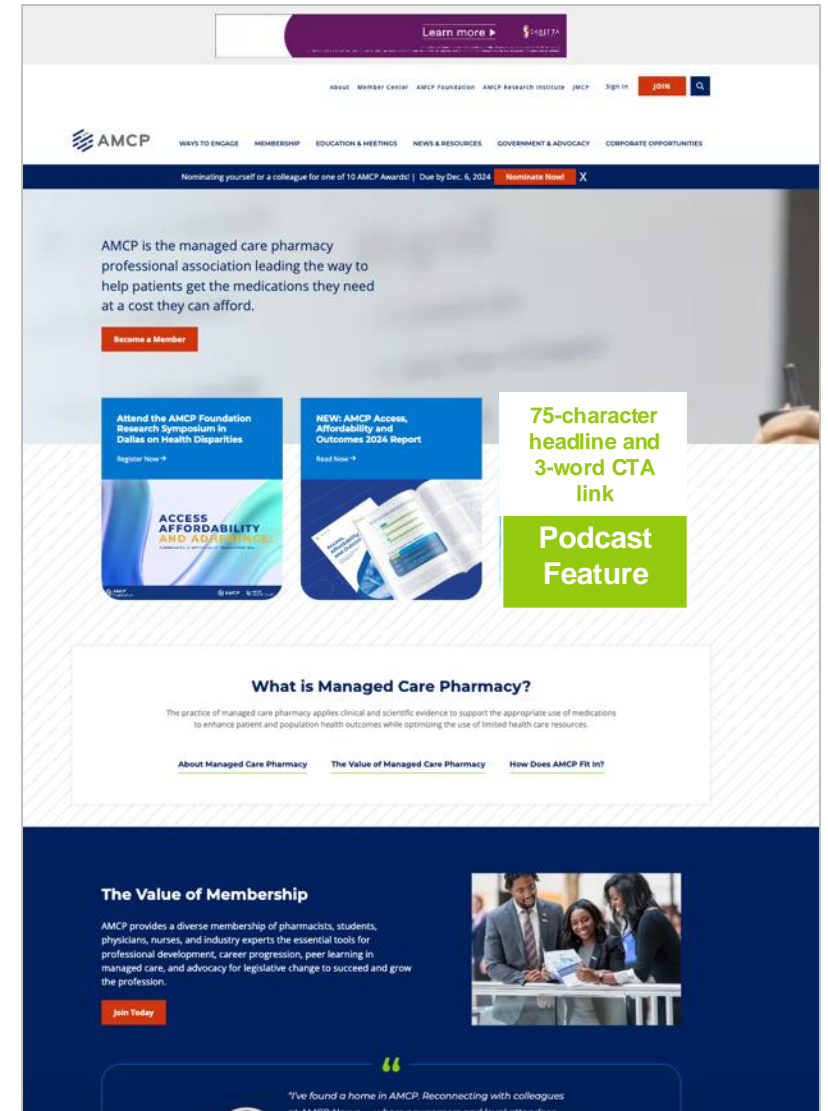 Learn more
SAREPTA
About Member Center AMCP Foundation AMCP Research Institute JMCP Sign In JOIN
AMCP
WAYS TO ENGAGE MEMBERSHIP EDUCATION & MEETINGS NEWS & RESOURCES GOVERNMENT & ADVOCACY CORPORATE OPPORTUNITIES
Nominating yourself or a colleague for one of 10 AMCP Awards! | Due by Dec. 6, 2024 Nominate Now! X
AMCP is the managed care pharmacy
professional association leading the way to
help patients get the medications they need
at a cost they can afford.
Become a Member
Attend the AMCP Foundation
Research Symposium in
Dallas on Health Disparities
Register Now →
ACCESS
AFFORDABILITY
AND ADHERENCE:
AMCP
NEW: AMCP Access,
Affordability and
Outcomes 2024 Report
Read Now →
75-character
headline and
3-word CTA
link
Podcast
Feature
What is Managed Care Pharmacy?
The practice of managed care pharmacy applies clinical and scientific evidence to support the appropriate use of medications
to enhance patient and population health outcomes while optimizing the use of limited health care resources.
About Managed Care Pharmacy The Value of Managed Care Pharmacy How Does AMCP Fit In?
The Value of Membership
AMCP provides a diverse membership of pharmacists, students,
physicians, nurses, and industry experts the essential tools for
professional development, career progression, peer learning in
managed care, and advocacy for legislative change to succeed and grow
the profession.
Join Today
“
"I've found a home in AMCP. Reconnecting with colleagues